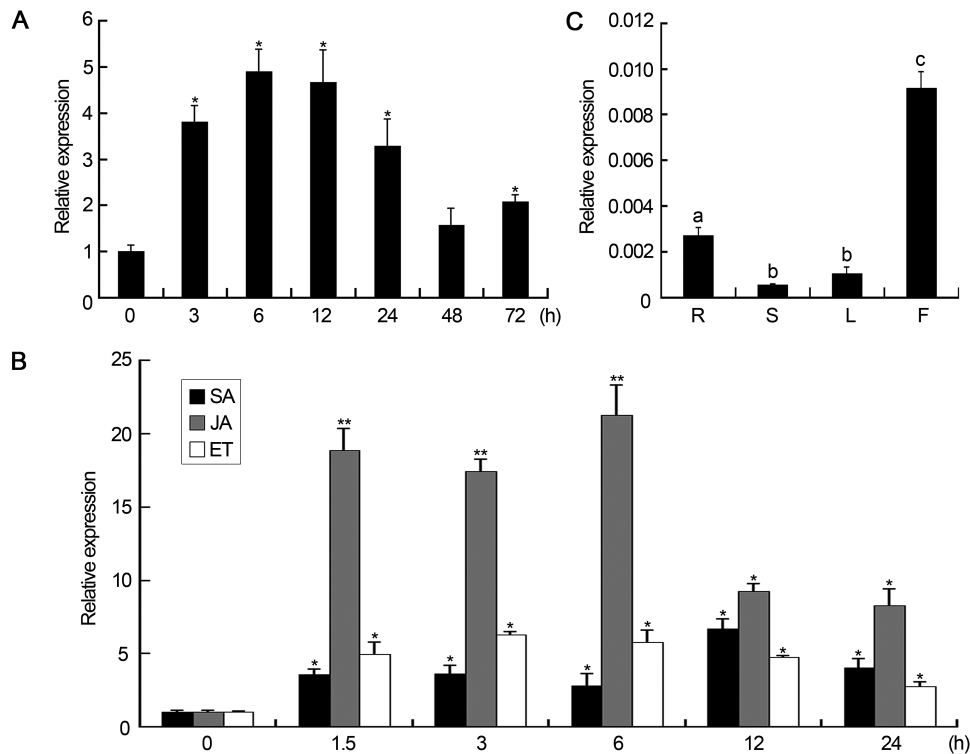 A
Relative expression
6
*
*
5
*
*
4
3
*
2
1
0
0 3 6 12 24 48 72 (h)
C
Relative expression
0.012
c
0.010
0.008
0.006
0.004
a
0.002
b b
0
R S L F
B
Relative expression
25
**
**
20
**
15
10
* *
*
* * *
5
* * * * *
*
0
0 1.5 3 6 12 24 (h)
SA
JA
ET